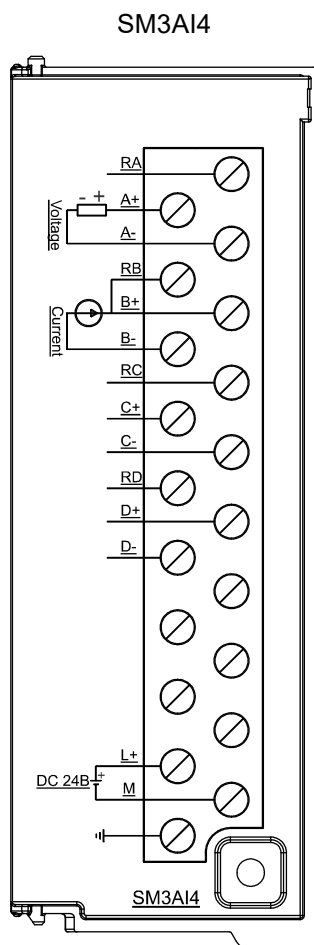 SM3AI4
RA
- +
A+
Voltage
A-
RB
B+
Current
B-
RC
C+
C-
RD
D+
D-
L+
DC 24B
+
M
SM3AI4